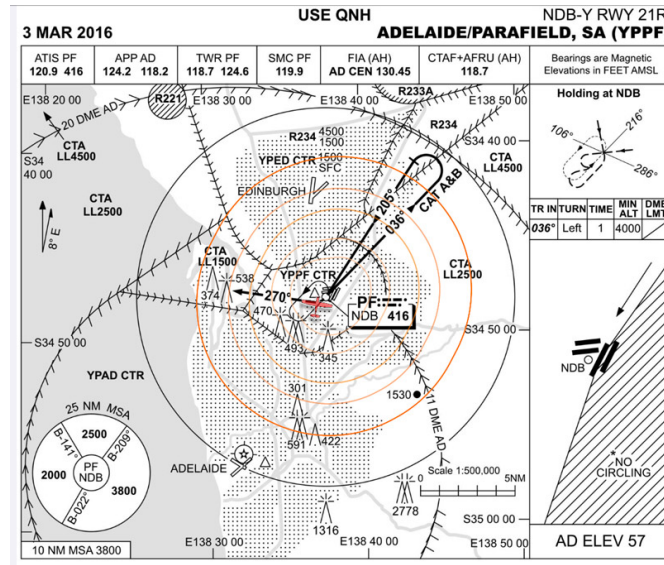 USE QNH
NDB-Y RWY 21R
3 MAR 2016
ADELAIDE/PARAFIELD, SA (YPPF
ATIS PF
120.9 416
APP AD
124.2 118.2
TWR PF
118.7 124.6
SMC PF
119.9
FIA (AH)
AD CEN 130.45
CTAF+AFRU (AH)
118.7
Bearings are Magnetic
Elevations in FEET AMSL
E138 20 00
E138 30 00
E138 40 00
E138 50 00
20 DME AD
R221
R233A
R234
4500
1500
R234
S34
40 00
S34 40 00
CTA
LL4500
CTA
LL4500
YPED CTR
1500
SFC
EDINBURGH
CTA
LL2500
8° E
205°
036°
CAT A&B
CTA
LL1500
YPPF CTR
CTA
LL2500
538
374
270°
470
493
345
PF
NDB 416
S34 50 00
S34 50 00
YPAD CTR
301
1530
11 DME AD
591
422
25 NM MSA
B-141°
2500
B-209°
PF
NDB
2000
3800
B-022°
ADELAIDE
Scale 1:500,000
0
5NM
1316
2778
S35 00 00
10 NM MSA 3800
E138 30 00
E138 40 00
E138 50 00
Holding at NDB
106°
216°
286°
TR IN TURN TIME MIN ALT DME LMT
036° Left 1 4000
NDB
*NO
CIRCLING
AD ELEV 57